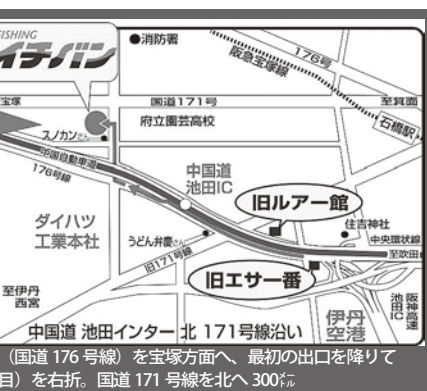 FISHING
イチバン
●消防署
阪急宝塚線
176号
宝塚
国道171号
至箕面
石橋駅
スノカンさん
府立園芸高校
中国自動車道
176号線
中国道
池田IC
旧ルアー館
ダイハツ
工業本社
うどん弁慶さん
住吉神社
中央環状線
至吹田
旧171号線
旧エサ一番
至伊丹
西宮
伊丹
空港
阪神高速
池田IC
中国道 池田インター 北 171号線沿い
（国道 176 号線）を宝塚方面へ、最初の出口を降りて
目）を右折。国道 171 号線を北へ 300㍍